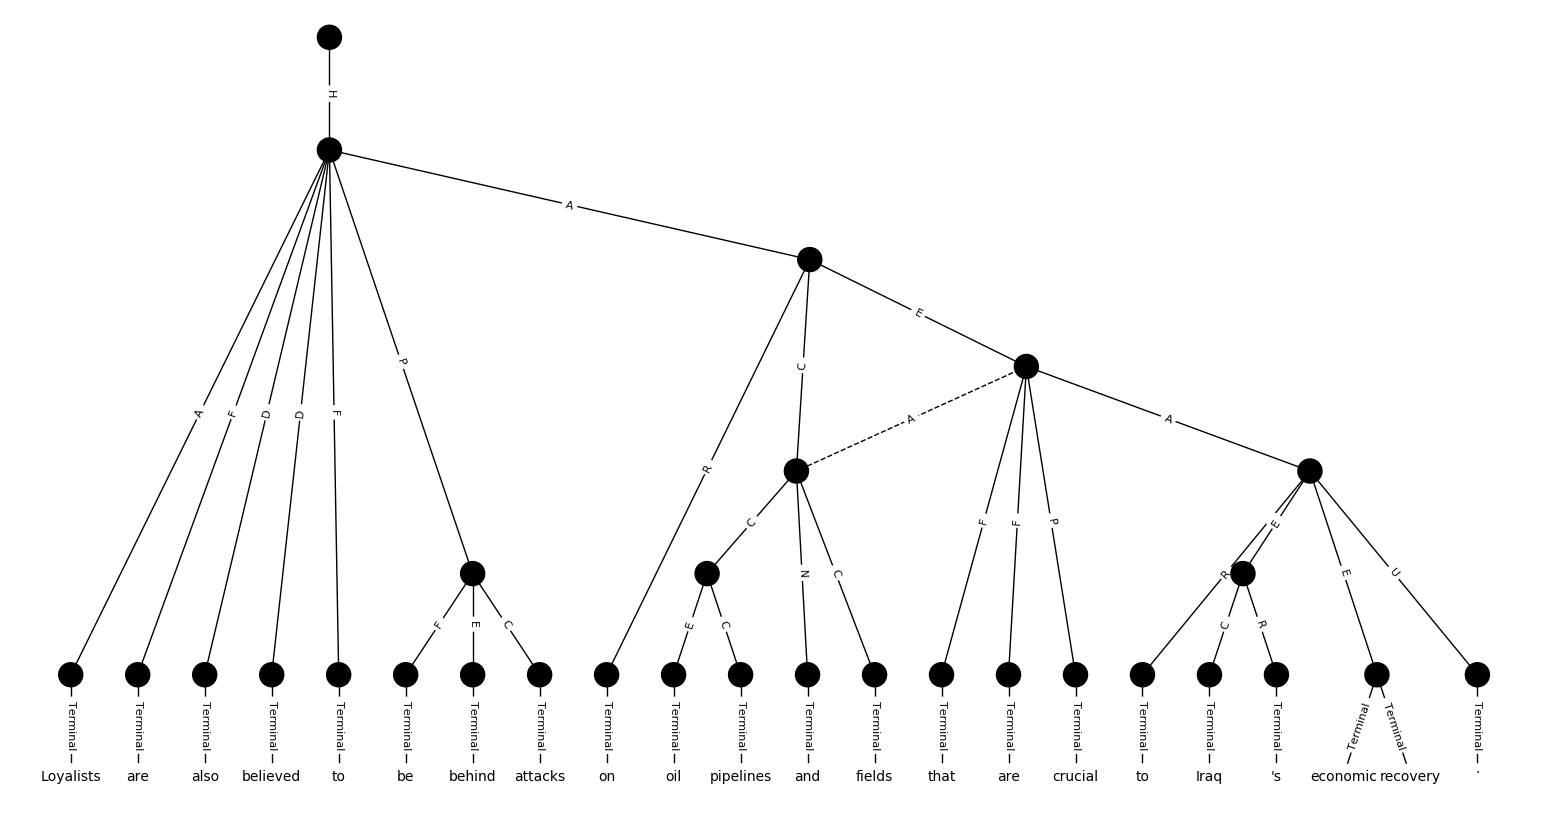 H
A
A
F
D
D
F
P
E
C
R
A
A
C
N
C
F
F
P
R
E
E
U
F
E
C
E
C
C
R
Terminal Terminal Terminal Terminal Terminal Terminal Terminal Terminal Terminal Terminal Terminal Terminal Terminal Terminal Terminal Terminal Terminal Terminal Terminal Terminal Terminal Terminal
Loyalists are also believed to be behind attacks on oil pipelines and fields that are crucial to Iraq 's economic recovery .